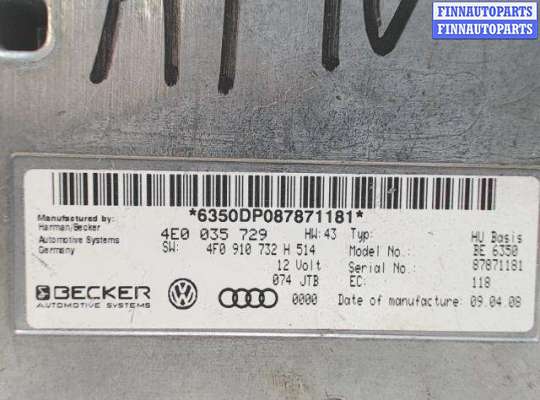 FINNAUTOPARTS
FINNAUTOPARTS
*6350DP087871181*
Manufactured by:
Harman/Becker
Automotive Systems
Germany
4E0 035 729 HW: 43 Typ: HU Basis
SW: 4F0 910 732 H 514 Model No.: BE 6350
12 Volt Serial No.: 87871181
074 JTB EC: 118
0000 Date of manufacture: 09.04.08
BECKER
AUTOMOTIVE SYSTEMS